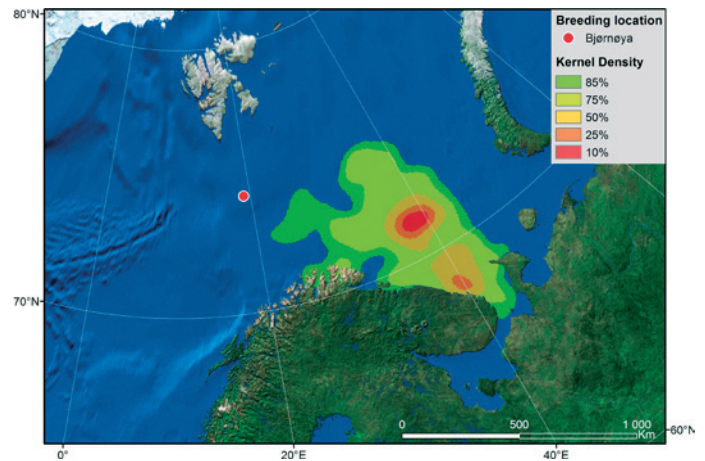 80°N
Breeding location
Bjørnøya
Kernel Density
85%
75%
50%
25%
10%
70°N
0 500 1 000
Km
60°N
0° 20°E 40°E